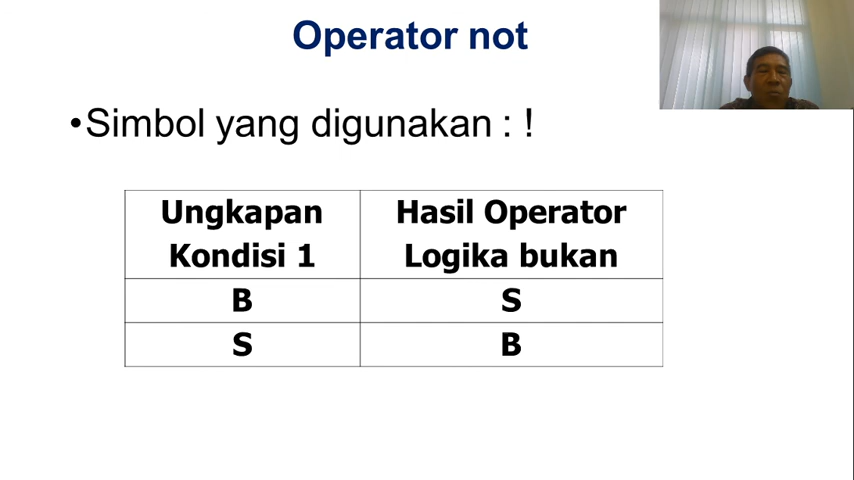 Operator not
•Simbol yang digunakan : !
Ungkapan Kondisi 1
Hasil Operator Logika bukan
B
S
S
B